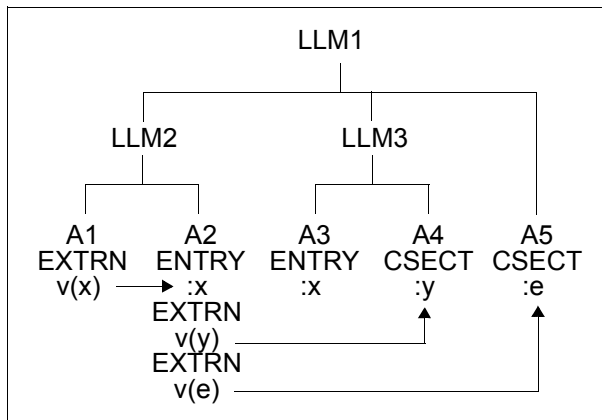 LLM1
LLM2 LLM3
A1 A2 A3 A4 A5
EXTRN ENTRY ENTRY CSECT CSECT
v(x) :x :x :y :e
EXTRN
v(y)
EXTRN
v(e)